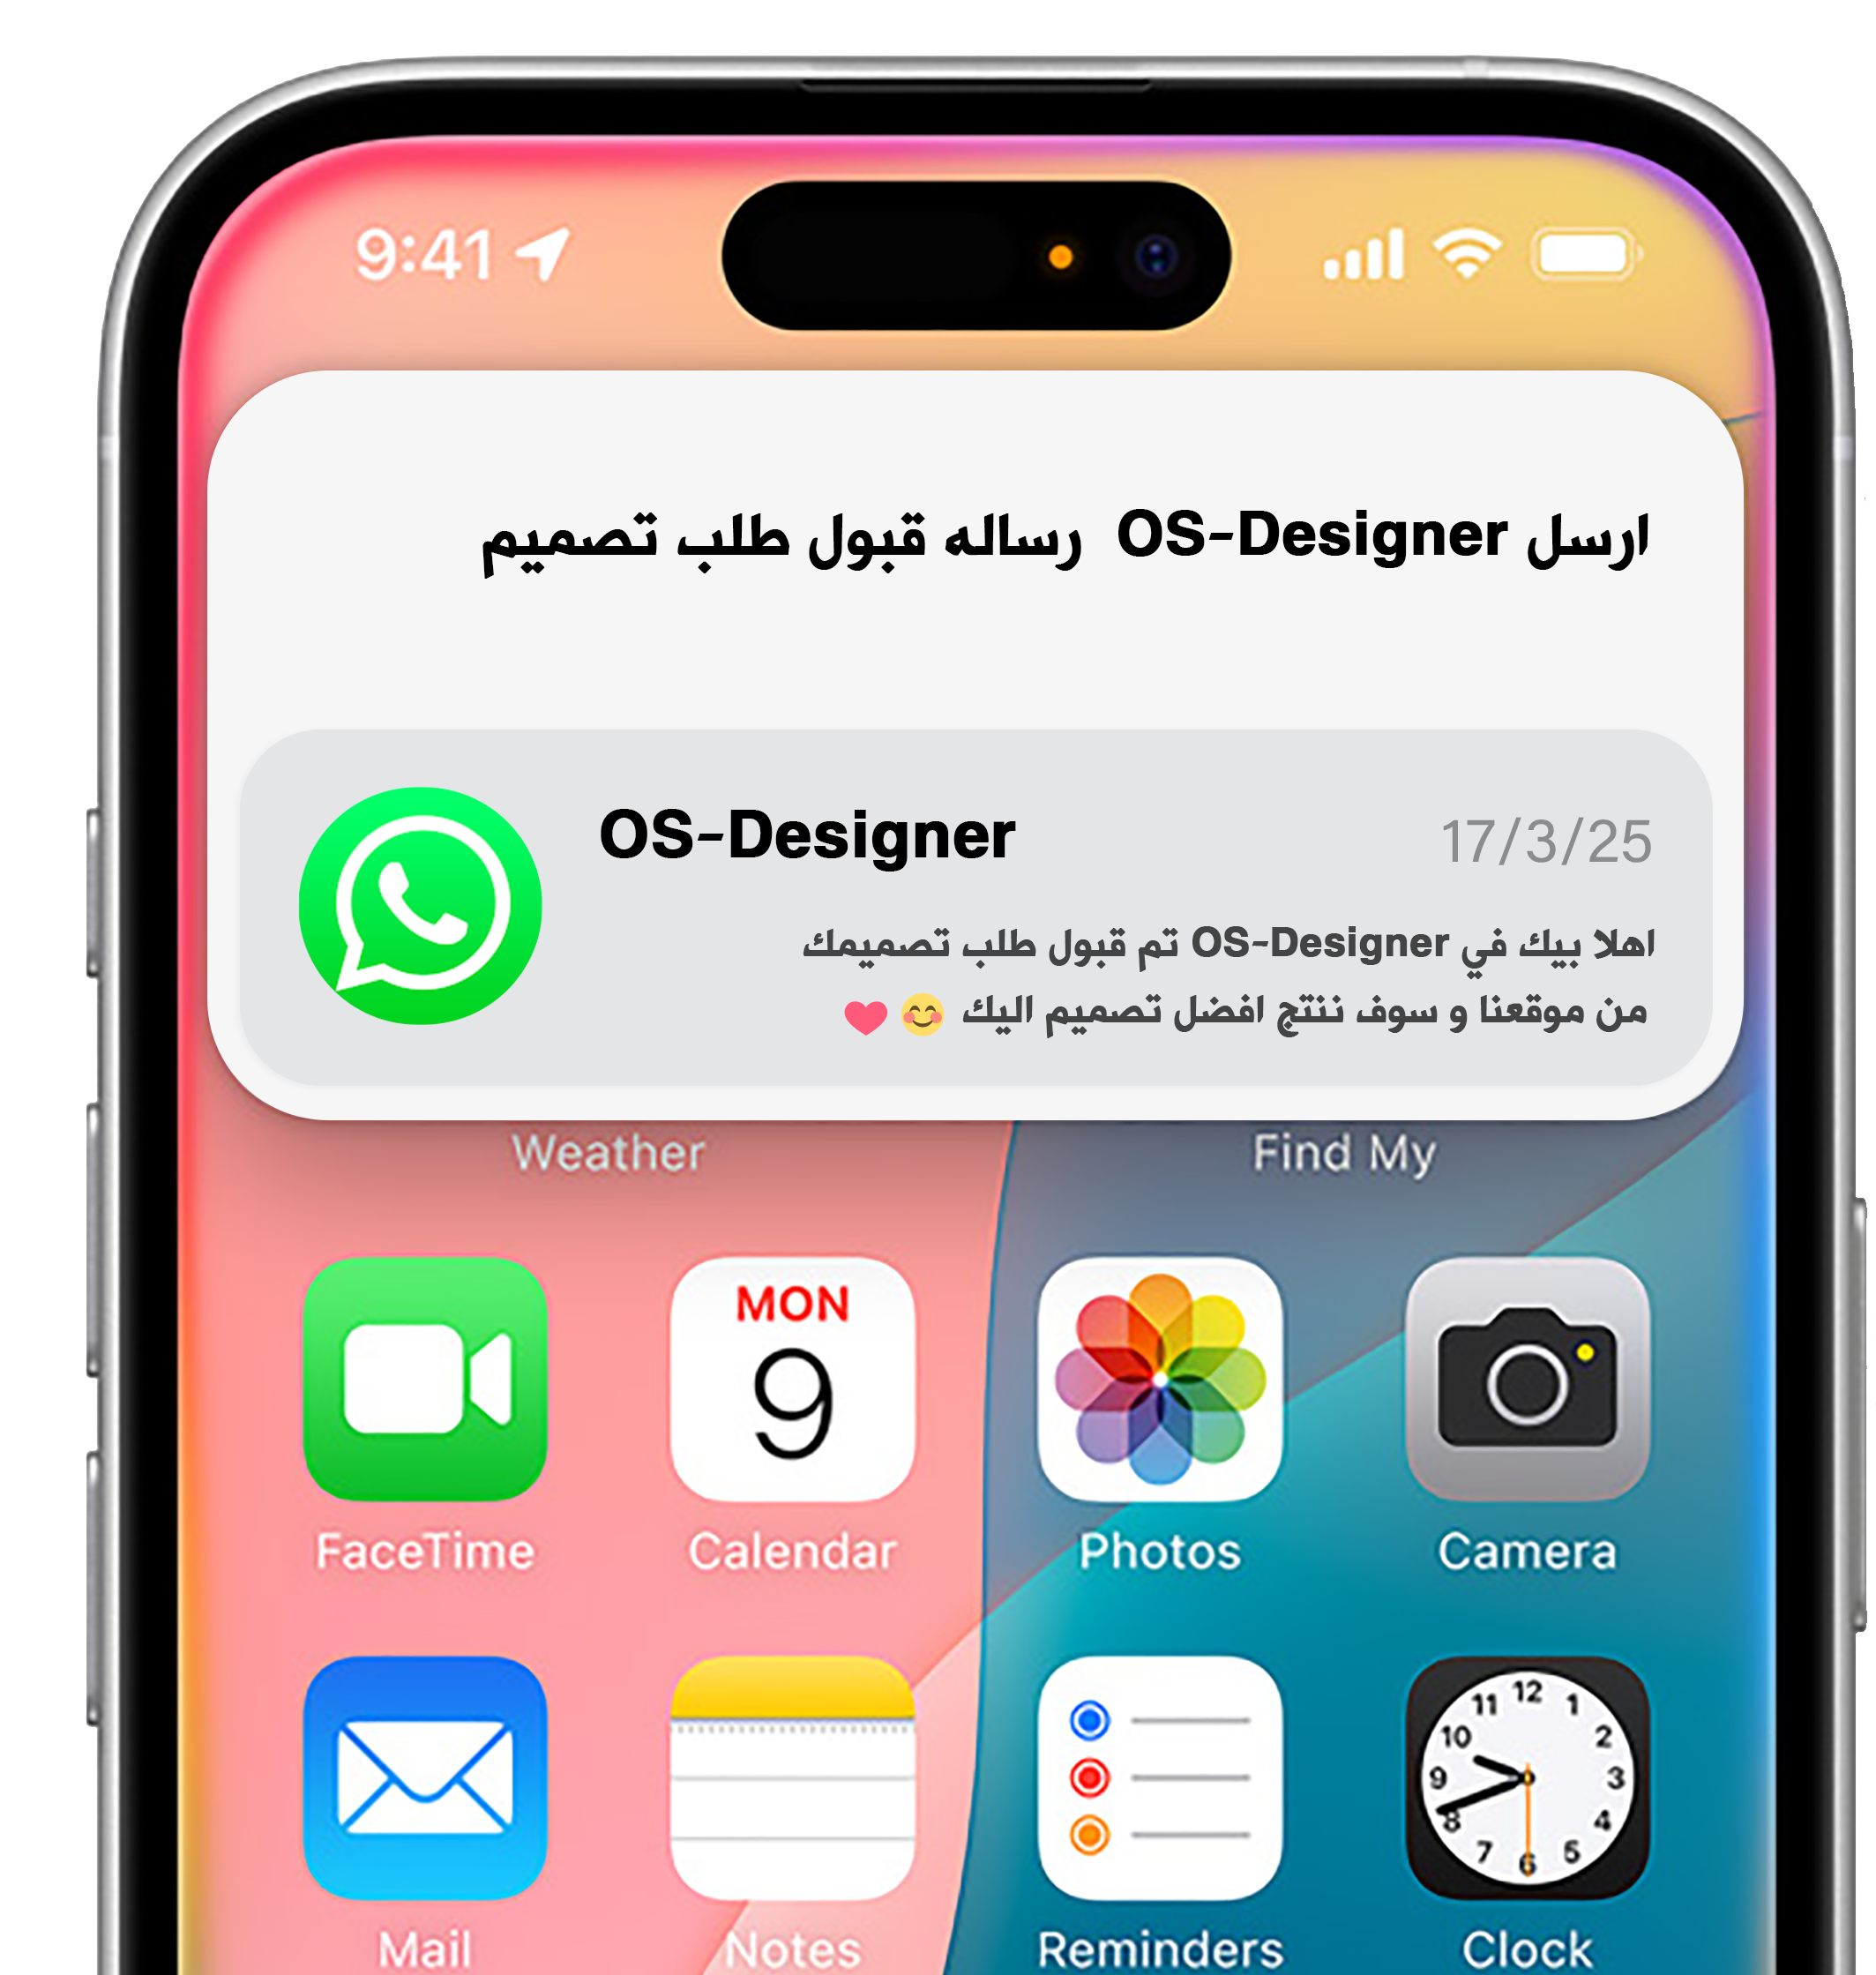 9:41
ارسل OS-Designer رساله قبول طلب تصميم
OS-Designer
17/3/25
اهلا بيك في OS-Designer تم قبول طلب تصميمك
من موقعنا و سوف ننتج افضل تصميم اليك 😊❤️
Weather
Find My
MON
9
FaceTime
Calendar
Photos
Camera
12
11
1
10
2
9
3
8
4
7
5
6
Mail
Notes
Reminders
Clock